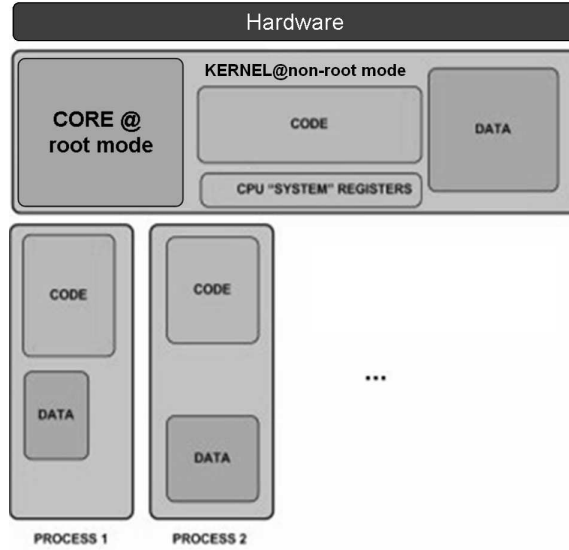 Hardware
KERNEL@non-root mode
CORE @
root mode
CODE
DATA
CPU "SYSTEM" REGISTERS
CODE
DATA
CODE
DATA
...
PROCESS 1
PROCESS 2